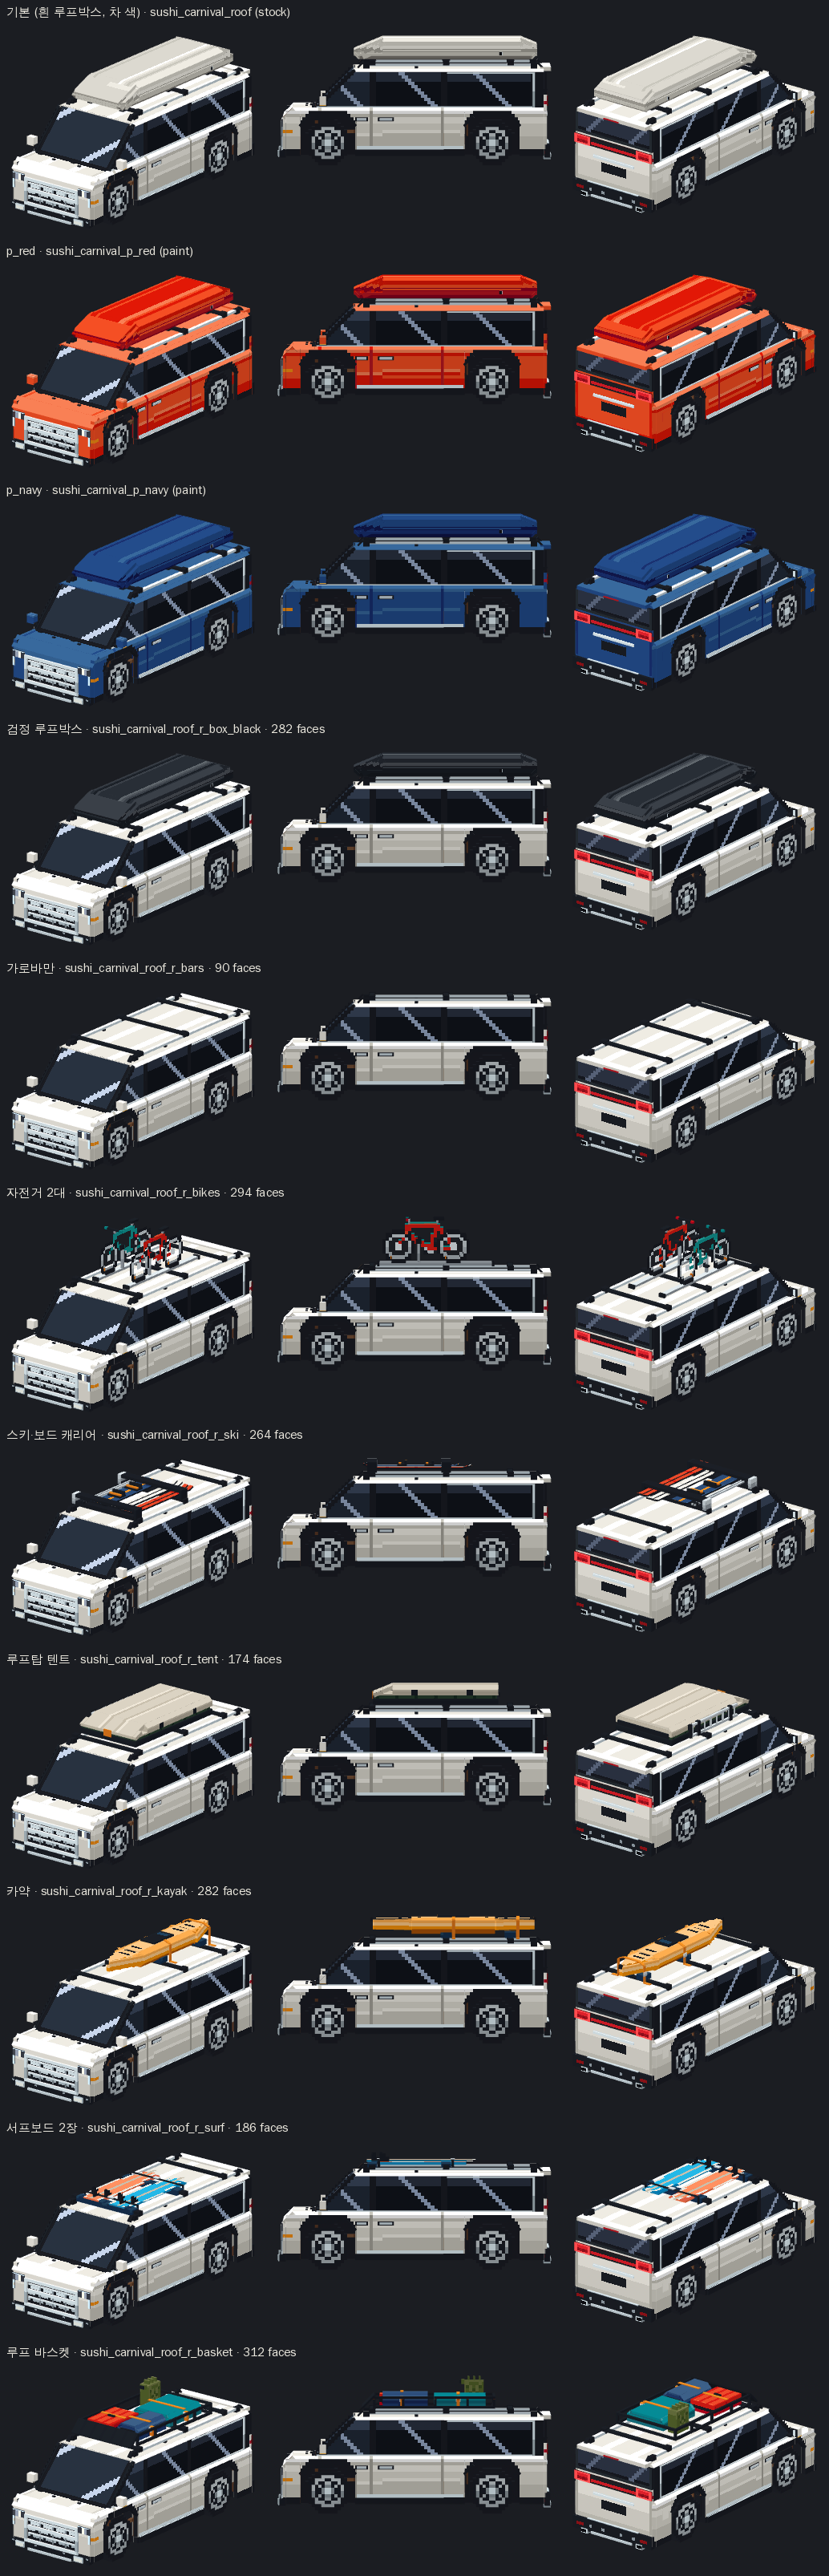 기본 (흰 루프박스, 차 색) · sushi_carnival_roof (stock)
p_red · sushi_carnival_p_red (paint)
p_navy · sushi_carnival_p_navy (paint)
검정 루프박스 · sushi_carnival_roof_r_box_black · 282 faces
가로바만 · sushi_carnival_roof_r_bars · 90 faces
자전거 2대 · sushi_carnival_roof_r_bikes · 294 faces
스키·보드 캐리어 · sushi_carnival_roof_r_ski · 264 faces
루프탑 텐트 · sushi_carnival_roof_r_tent · 174 faces
카약 · sushi_carnival_roof_r_kayak · 282 faces
서프보드 2장 · sushi_carnival_roof_r_surf · 186 faces
루프 바스켓 · sushi_carnival_roof_r_basket · 312 faces